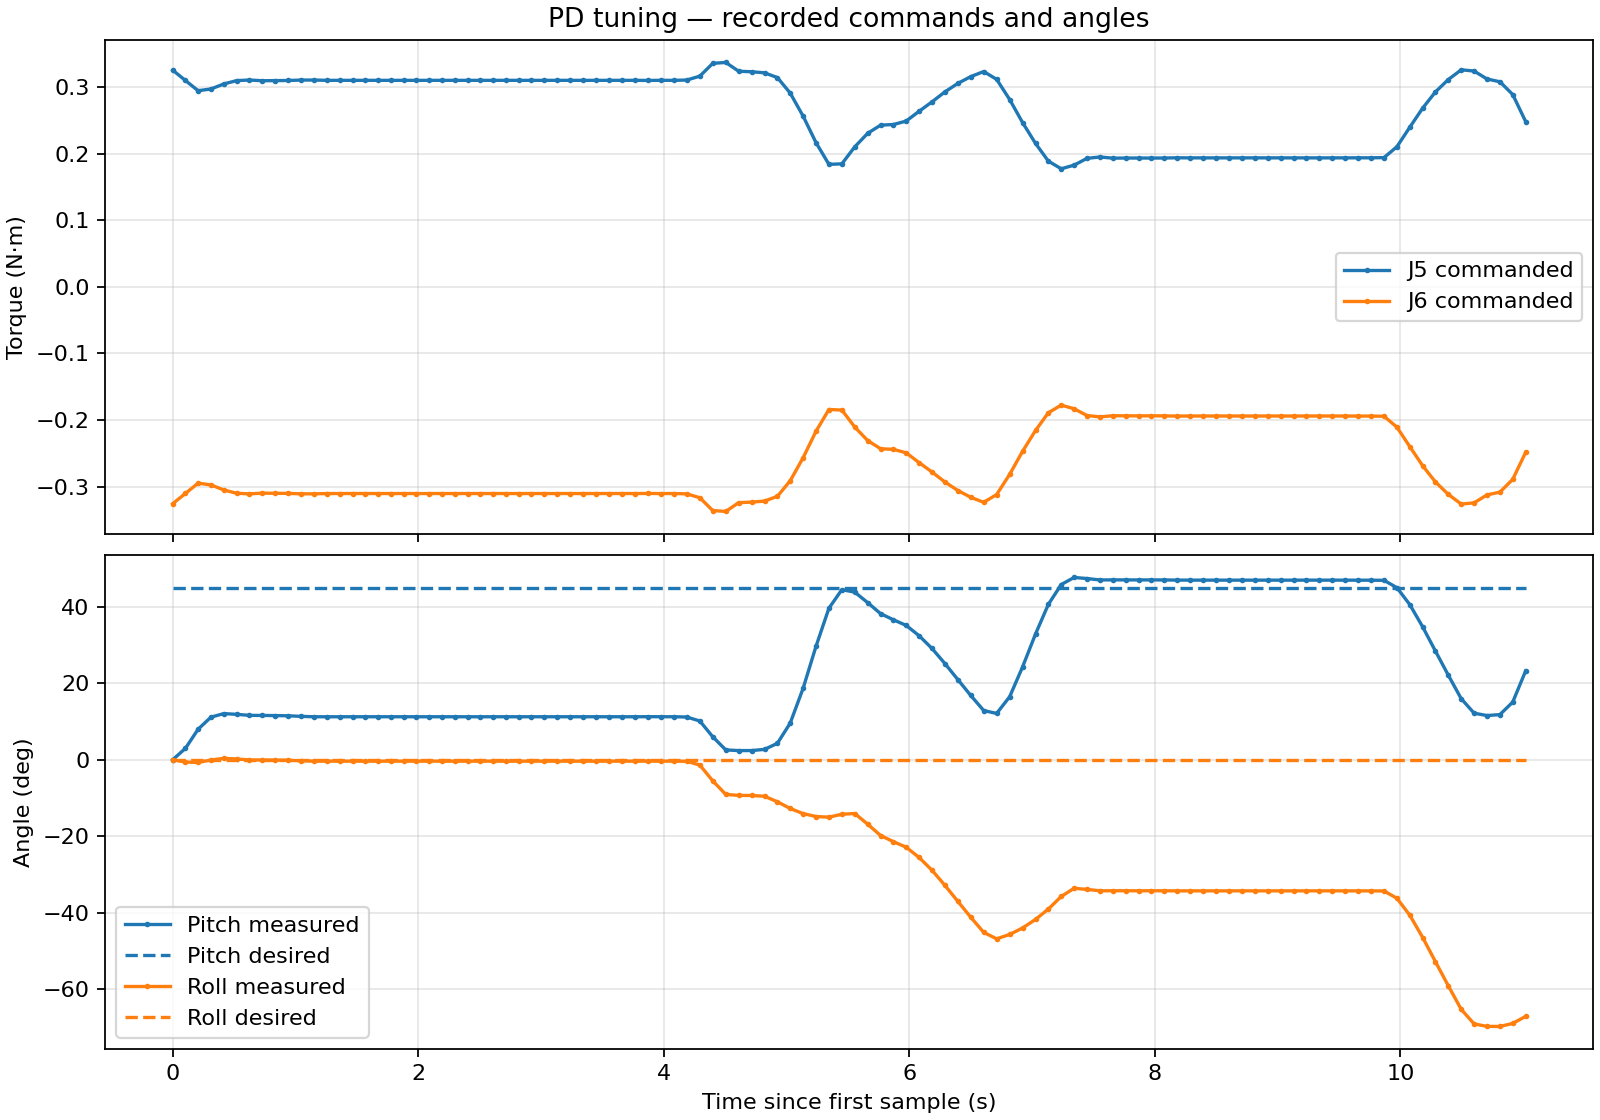 PD tuning — recorded commands and angles
Torque (N·m)
0.3
0.2
0.1
0.0
−0.1
−0.2
−0.3
J5 commanded
J6 commanded
Angle (deg)
40
20
0
−20
−40
−60
Pitch measured
Pitch desired
Roll measured
Roll desired
0 2 4 6 8 10
Time since first sample (s)